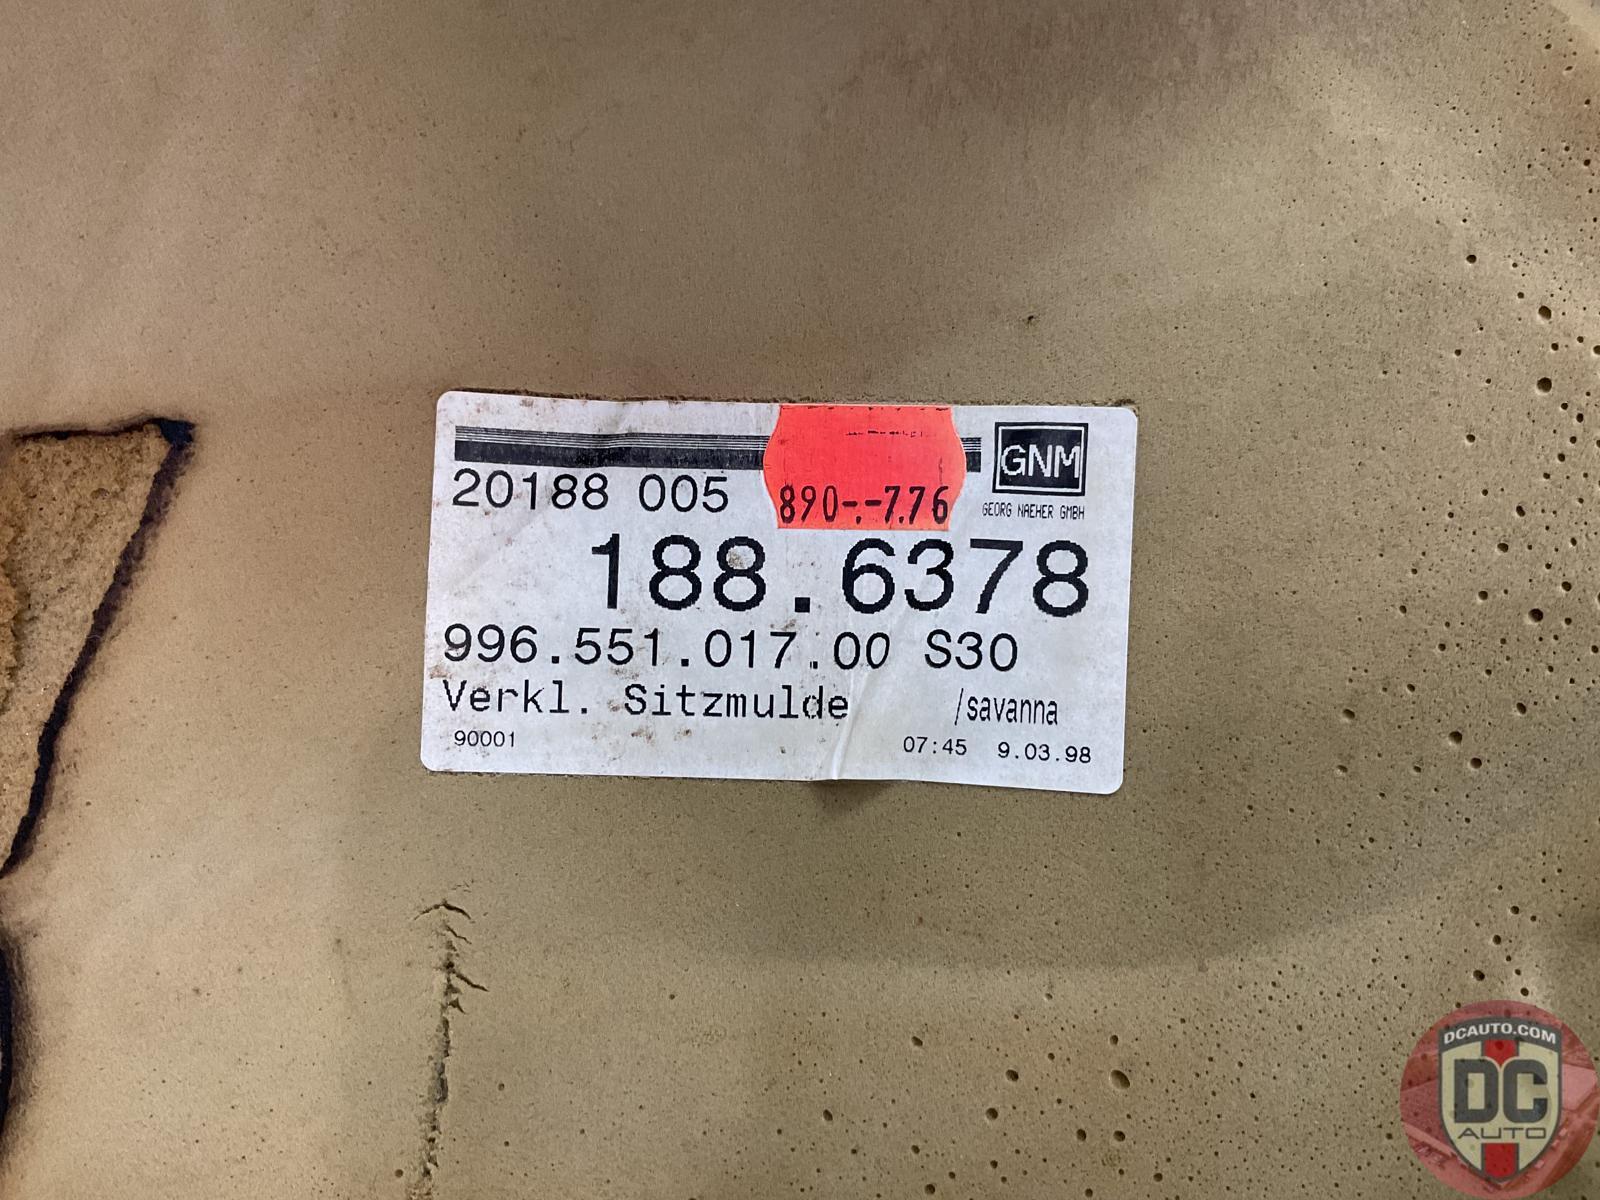 GNM
GEORG NAEHER GMBH
20188 005
890-.-7.76
188.6378
996.551.017.00 S30
Verkl. Sitzmulde /savanna
90001
07:45 9.03.98
DCAUTO.COM
DC
AUTO